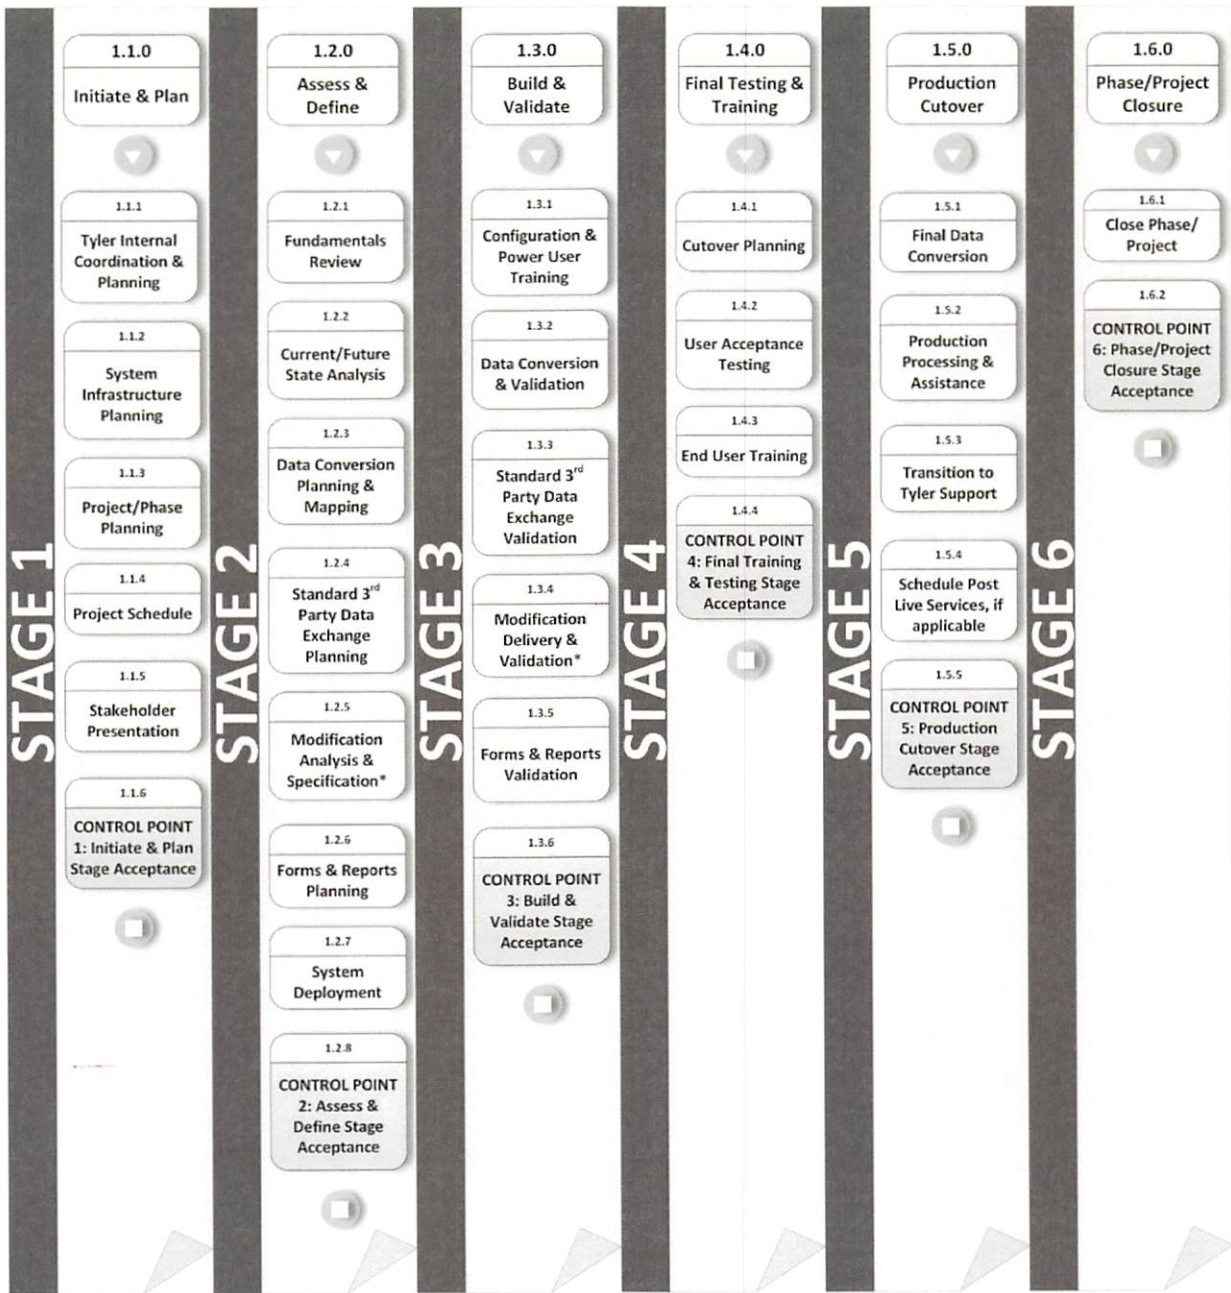 STAGE 1
1.1.0
Initiate & Plan
1.1.1
Tyler Internal
Coordination &
Planning
1.1.2
System
Infrastructure
Planning
1.1.3
Project/Phase
Planning
1.1.4
Project Schedule
1.1.5
Stakeholder
Presentation
1.1.6
CONTROL POINT
1: Initiate & Plan
Stage Acceptance
STAGE 2
1.2.0
Assess &
Define
1.2.1
Fundamentals
Review
1.2.2
Current/Future
State Analysis
1.2.3
Data Conversion
Planning &
Mapping
1.2.4
Standard 3rd
Party Data
Exchange
Planning
1.2.5
Modification
Analysis &
Specification*
1.2.6
Forms & Reports
Planning
1.2.7
System
Deployment
1.2.8
CONTROL POINT
2: Assess &
Define Stage
Acceptance
STAGE 3
1.3.0
Build &
Validate
1.3.1
Configuration &
Power User
Training
1.3.2
Data Conversion
& Validation
1.3.3
Standard 3rd
Party Data
Exchange
Validation
1.3.4
Modification
Delivery &
Validation*
1.3.5
Forms & Reports
Validation
1.3.6
CONTROL POINT
3: Build &
Validate Stage
Acceptance
STAGE 4
1.4.0
Final Testing &
Training
1.4.1
Cutover Planning
1.4.2
User Acceptance
Testing
1.4.3
End User Training
1.4.4
CONTROL POINT
4: Final Training
& Testing Stage
Acceptance
STAGE 5
1.5.0
Production
Cutover
1.5.1
Final Data
Conversion
1.5.2
Production
Processing &
Assistance
1.5.3
Transition to
Tyler Support
1.5.4
Schedule Post
Live Services, if
applicable
1.5.5
CONTROL POINT
5: Production
Cutover Stage
Acceptance
STAGE 6
1.6.0
Phase/Project
Closure
1.6.1
Close Phase/
Project
1.6.2
CONTROL POINT
6: Phase/Project
Closure Stage
Acceptance